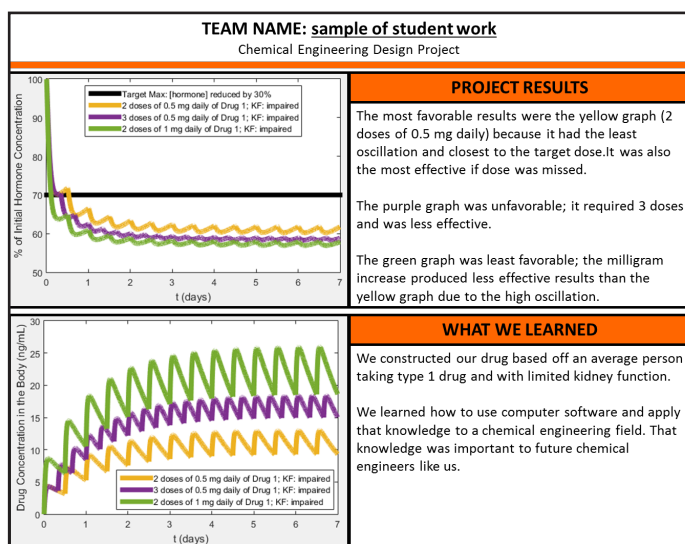 TEAM NAME: sample of student work
Chemical Engineering Design Project
100
90
80
70
60
50
% of Initial Hormone Concentration
Target Max: [hormone] reduced by 30%
2 doses of 0.5 mg daily of Drug 1; KF: impaired
3 doses of 0.5 mg daily of Drug 1; KF: impaired
2 doses of 1 mg daily of Drug 1; KF: impaired
0 1 2 3 4 5 6 7
t (days)
PROJECT RESULTS
The most favorable results were the yellow graph (2
doses of 0.5 mg daily) because it had the least
oscillation and closest to the target dose.It was also
the most effective if dose was missed.
The purple graph was unfavorable; it required 3 doses
and was less effective.
The green graph was least favorable; the milligram
increase produced less effective results than the
yellow graph due to the high oscillation.
30
25
20
15
10
5
0
Drug Concentration in the Body (ng/mL)
2 doses of 0.5 mg daily of Drug 1; KF: impaired
3 doses of 0.5 mg daily of Drug 1; KF: impaired
2 doses of 1 mg daily of Drug 1; KF: impaired
0 1 2 3 4 5 6 7
t (days)
WHAT WE LEARNED
We constructed our drug based off an average person
taking type 1 drug and with limited kidney function.
We learned how to use computer software and apply
that knowledge to a chemical engineering field. That
knowledge was important to future chemical
engineers like us.